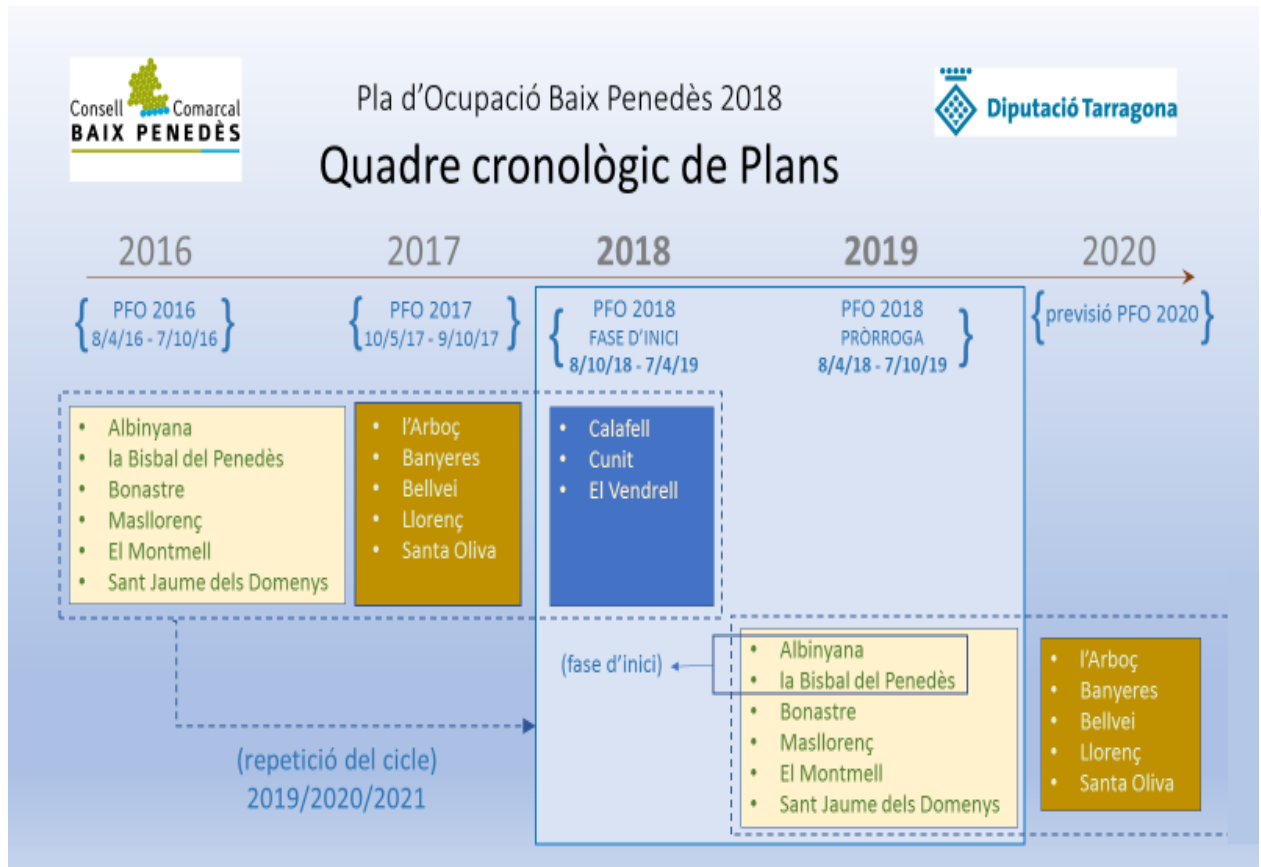 Consell Comarcal
BAIX PENEDÈS
Pla d'Ocupació Baix Penedès 2018
Quadre cronològic de Plans
Diputació Tarragona
2016
2017
2018
2019
2020
{ PFO 2016
8/4/16 - 7/10/16 }
{ PFO 2017
10/5/17 - 9/10/17 }
{ PFO 2018
FASE D'INICI
8/10/18 - 7/4/19
PFO 2018
PRÒRROGA
8/4/18 - 7/10/19 }
{ previsió PFO 2020 }
• Albinyana
• la Bisbal del Penedès
• Bonastre
• Masllorenç
• El Montmell
• Sant Jaume dels Domenys
• l'Arboç
• Banyeres
• Bellvei
• Llorenç
• Santa Oliva
• Calafell
• Cunit
• El Vendrell
(fase d'inici)
• Albinyana
• la Bisbal del Penedès
• Bonastre
• Masllorenç
• El Montmell
• Sant Jaume dels Domenys
• l'Arboç
• Banyeres
• Bellvei
• Llorenç
• Santa Oliva
(repetició del cicle)
2019/2020/2021